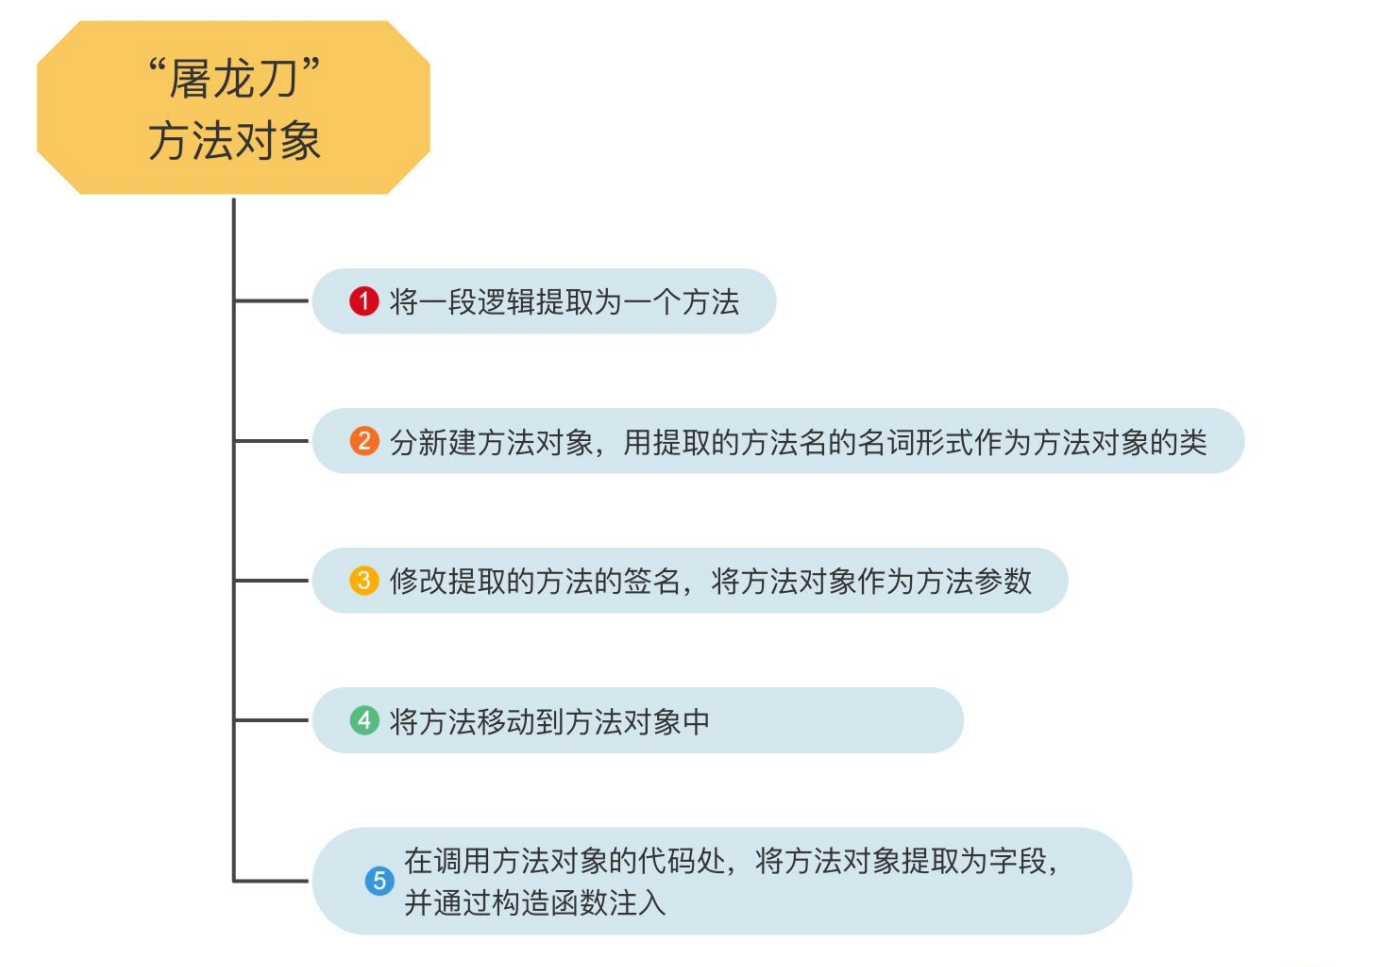 “屠龙刀”
方法对象
1 将一段逻辑提取为一个方法
2 分新建方法对象，用提取的方法名的名词形式作为方法对象的类
3 修改提取的方法的签名，将方法对象作为方法参数
4 将方法移动到方法对象中
5 在调用方法对象的代码处，将方法对象提取为字段，
并通过构造函数注入